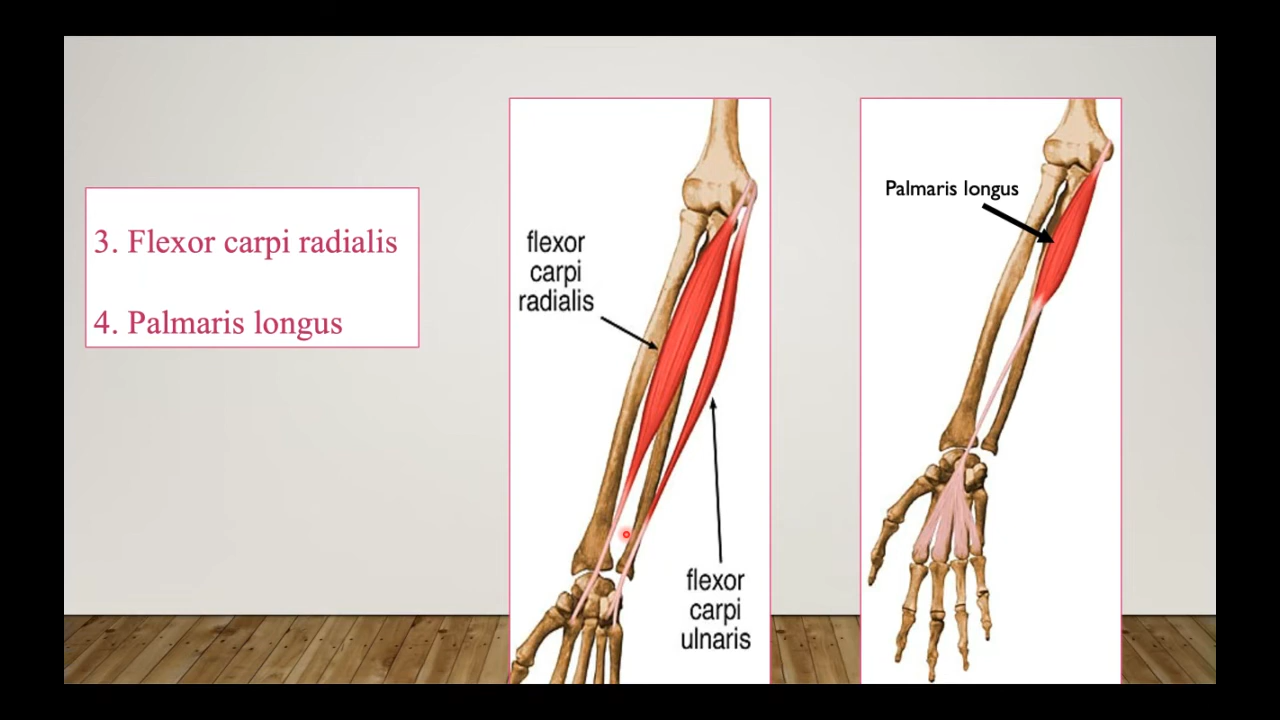 3. Flexor carpi radialis
4. Palmaris longus
flexor
carpi
radialis
flexor
carpi
ulnaris
Palmaris longus